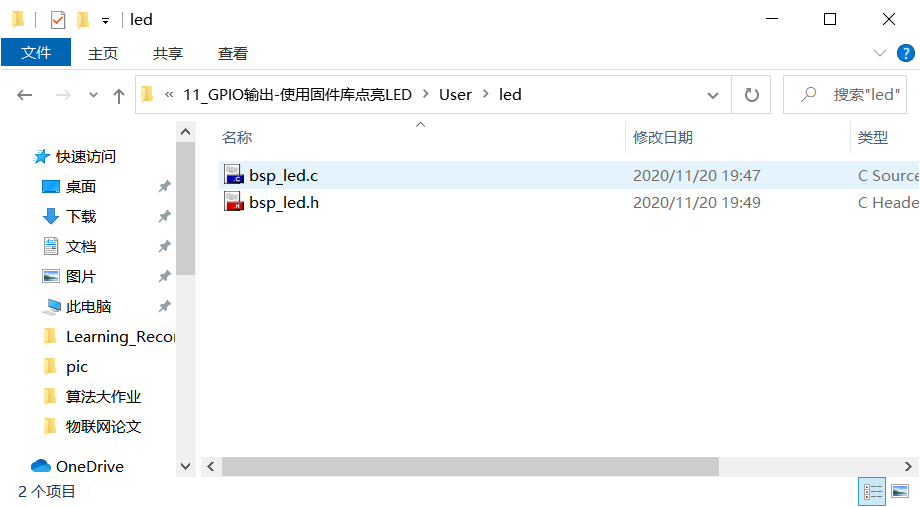 led
文件 主页 共享 查看
« 11_GPIO输出-使用固件库点亮LED > User > led 搜索"led"
名称 修改日期 类型
快速访问
桌面
下载
文档
图片
此电脑
Learning_Recor
pic
算法大作业
物联网论文
OneDrive
bsp_led.c 2020/11/20 19:47 C Source
bsp_led.h 2020/11/20 19:49 C Heade
2 个项目